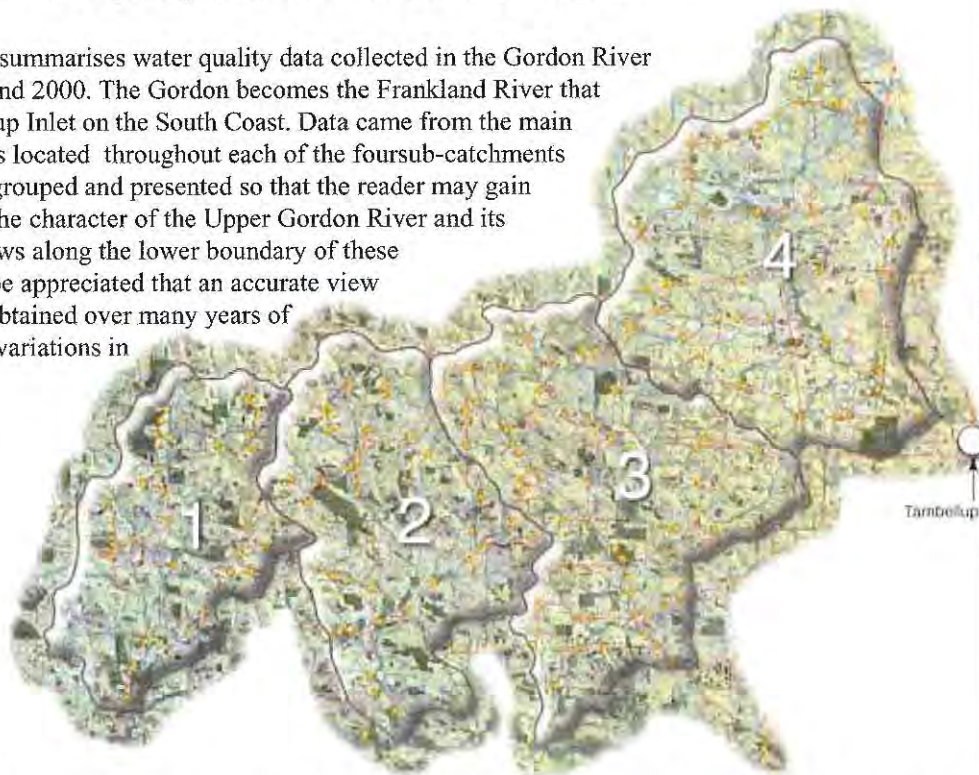 summarises water quality data collected in the Gordon River
nd 2000. The Gordon becomes the Frankland River that
up Inlet on the South Coast. Data came from the main
s located throughout each of the foursub-catchments
grouped and presented so that the reader may gain
he character of the Upper Gordon River and its
ws along the lower boundary of these
be appreciated that an accurate view
btained over many years of
variations in
4
3
2
1
Tambellup